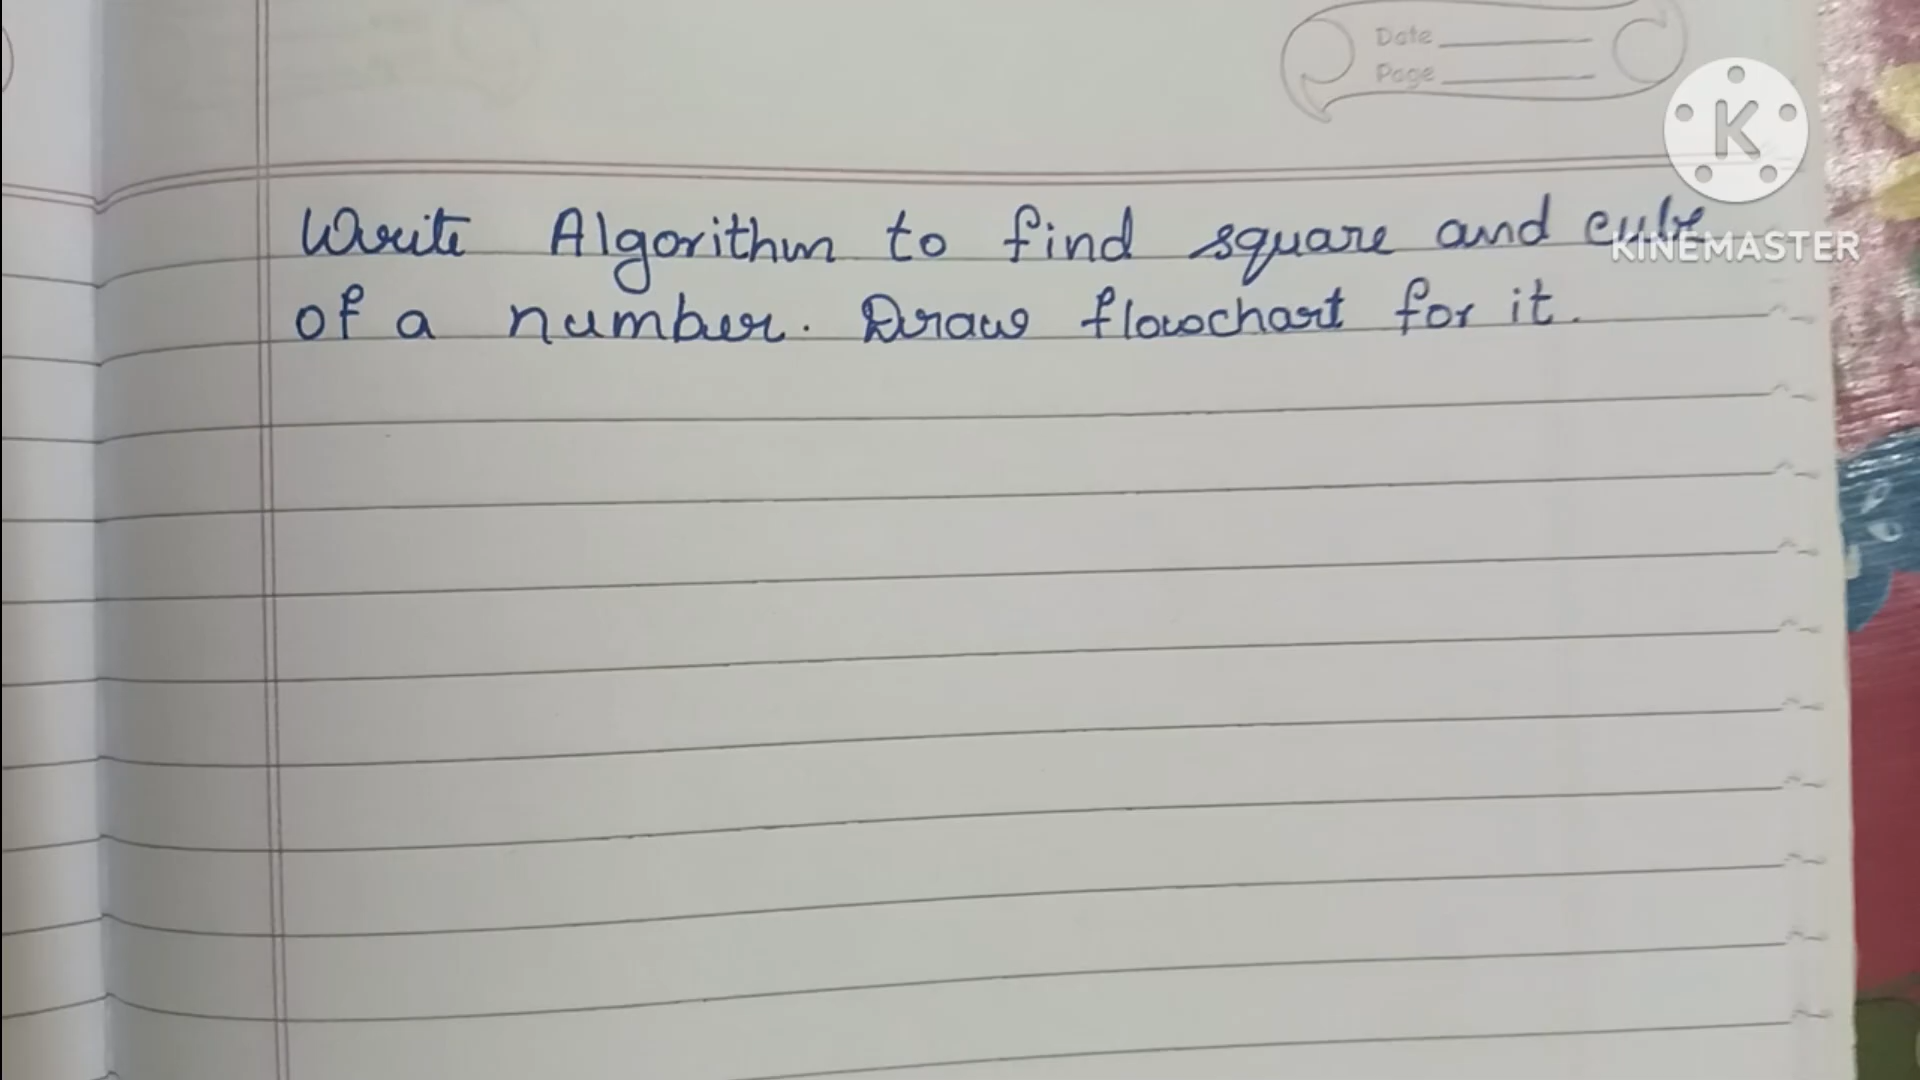 Date
Page
K
KINEMASTER
Write Algorithm to find square and cube
of a number. Draw flowchart for it.